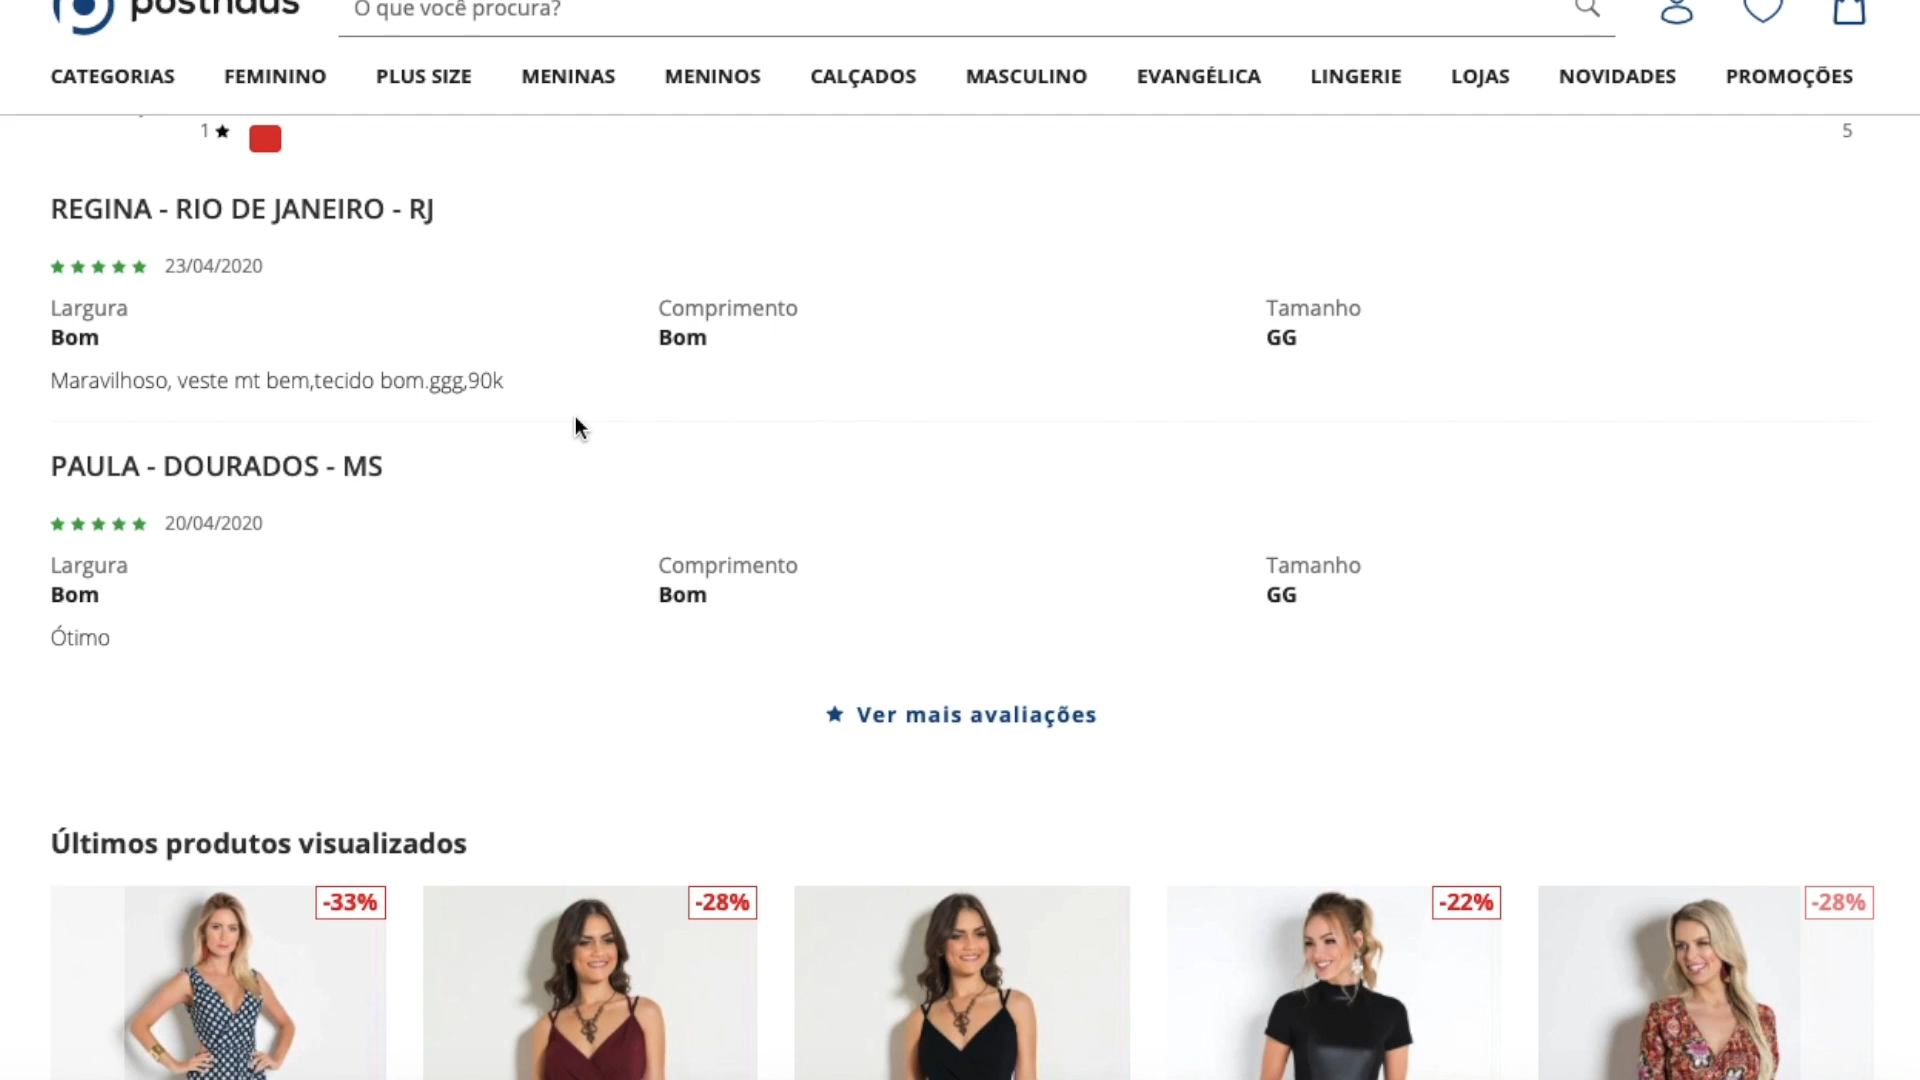 posthaus
O que você procura?
CATEGORIAS FEMININO PLUS SIZE MENINAS MENINOS CALÇADOS MASCULINO EVANGÉLICA LINGERIE LOJAS NOVIDADES PROMOÇÕES
1 ★ 5
REGINA - RIO DE JANEIRO - RJ
★★★★★ 23/04/2020
Largura Comprimento Tamanho
Bom Bom GG
Maravilhoso, veste mt bem,tecido bom.ggg,90k
PAULA - DOURADOS - MS
★★★★★ 20/04/2020
Largura Comprimento Tamanho
Bom Bom GG
Ótimo
★ Ver mais avaliações
Últimos produtos visualizados
-33% -28% -22% -28%